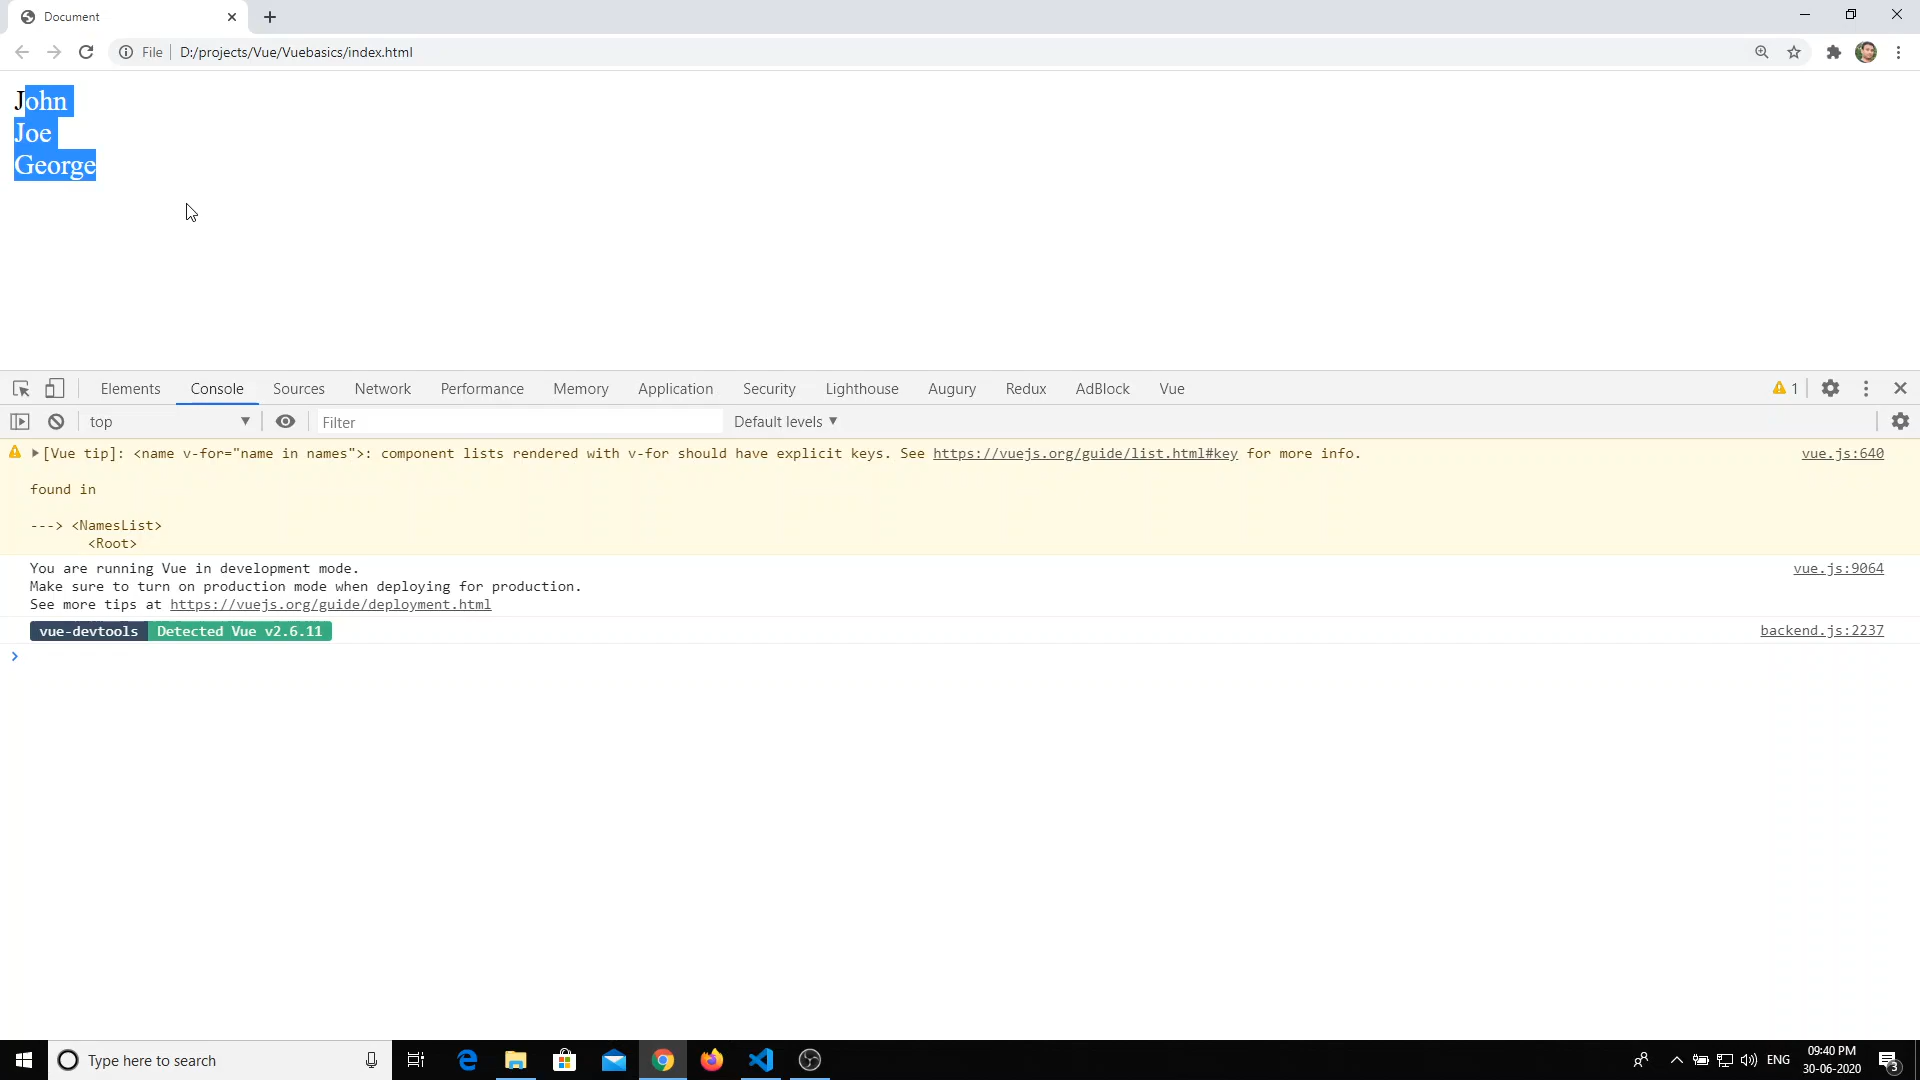 Document
File
D:/projects/Vue/Vuebasics/index.html
John
Joe
George
Elements Console Sources Network Performance Memory Application Security Lighthouse Augury Redux AdBlock Vue 1
top Filter Default levels
[Vue tip]: <name v-for="name in names">: component lists rendered with v-for should have explicit keys. See https://vuejs.org/guide/list.html#key for more info. vue.js:640
found in
---> <NamesList>
<Root>
You are running Vue in development mode. vue.js:9064
Make sure to turn on production mode when deploying for production.
See more tips at https://vuejs.org/guide/deployment.html
vue-devtools Detected Vue v2.6.11 backend.js:2237
Type here to search
ENG
09:40 PM
30-06-2020
3